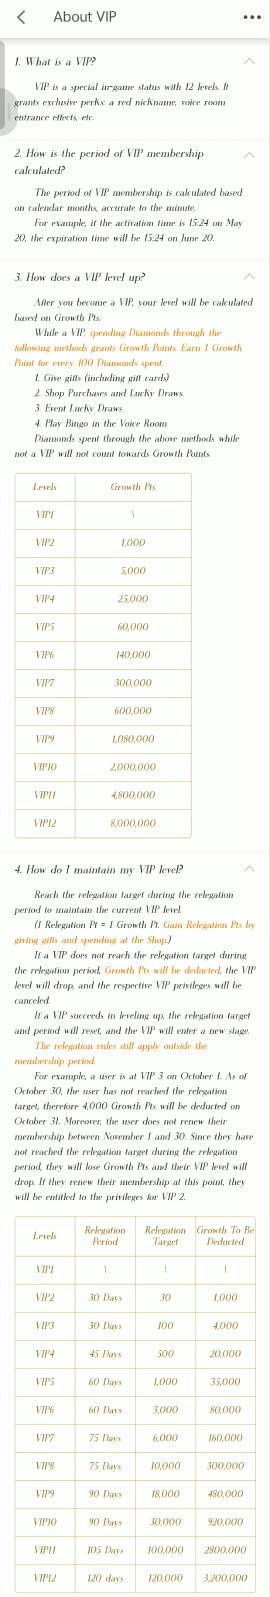 About VIP
1. What is a VIP?
VIP is a special in-game status with 12 levels. It
grants exclusive perks: a red nickname, voice room
entrance effects, etc.
2. How is the period of VIP membership
calculated?
The period of VIP membership is calculated based
on calendar months, accurate to the minute.
For example, if the activation time is 15:24 on May
20, the expiration time will be 15:24 on June 20.
3. How does a VIP level up?
After you become a VIP, your level will be calculated
based on Growth Pts.
While a VIP, spending Diamonds through the
following methods grants Growth Points. Earn 1 Growth
Point for every 100 Diamonds spent.
1. Give gifts (including gift cards)
2. Shop Purchases and Lucky Draws
3. Event Lucky Draws
4. Play Bingo in the Voice Room
Diamonds spent through the above methods while
not a VIP will not count towards Growth Points.
Levels Growth Pts
VIP1 \
VIP2 1,000
VIP3 5,000
VIP4 25,000
VIP5 60,000
VIP6 140,000
VIP7 300,000
VIP8 600,000
VIP9 1,080,000
VIP10 2,000,000
VIP11 4,800,000
VIP12 8,000,000
4. How do I maintain my VIP level?
Reach the relegation target during the relegation
period to maintain the current VIP level.
(1 Relegation Pt = 1 Growth Pt. Gain Relegation Pts by
giving gifts and spending at the Shop.)
If a VIP does not reach the relegation target during
the relegation period, Growth Pts will be deducted, the VIP
level will drop, and the respective VIP privileges will be
canceled.
If a VIP succeeds in leveling up, the relegation target
and period will reset, and the VIP will enter a new stage.
The relegation rules still apply outside the
membership period.
For example, a user is at VIP 3 on October 1. As of
October 30, the user has not reached the relegation
target, therefore 4,000 Growth Pts will be deducted on
October 31. Moreover, the user does not renew their
membership between November 1 and 30. Since they have
not reached the relegation target during the relegation
period, they will lose Growth Pts and their VIP level will
drop. If they renew their membership at this point, they
will be entitled to the privileges for VIP 2.
Levels Relegation Relegation Growth To Be
Period Target Deducted
VIP1 \ \ \
VIP2 30 Days 30 1,000
VIP3 30 Days 100 4,000
VIP4 45 Days 500 20,000
VIP5 60 Days 1,000 35,000
VIP6 60 Days 3,000 80,000
VIP7 75 Days 6,000 160,000
VIP8 75 Days 10,000 300,000
VIP9 90 Days 18,000 480,000
VIP10 90 Days 30,000 920,000
VIP11 105 Days 100,000 2800,000
VIP12 120 days 120,000 3,200,000